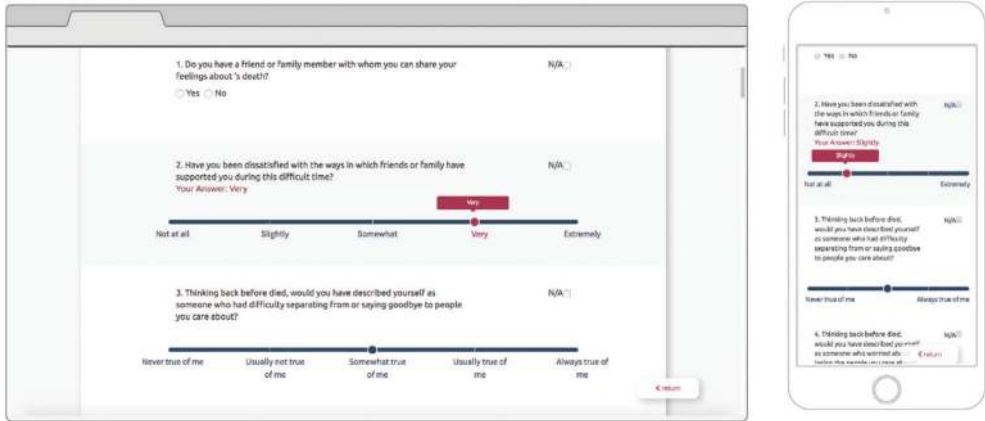 1. Do you have a friend or family member with whom you can share your
feelings about 's death?
N/A
Yes No
2. Have you been dissatisfied with the ways in which friends or family have
supported you during this difficult time?
N/A
Your Answer: Very
Very
Not at all Slightly Somewhat Very Extremely
3. Thinking back before died, would you have described yourself as
someone who had difficulty separating from or saying goodbye to people
you care about?
N/A
Never true of me Usually not true Somewhat true Usually true of Always true of
of me of me me me
return
Yes No
2. Have you been dissatisfied with
the ways in which friends or family
have supported you during this
difficult time?
N/A
Your Answer: Slightly
Slightly
Not at all Extremely
3. Thinking back before died,
would you have described yourself
as someone who had difficulty
separating from or saying goodbye
to people you care about?
N/A
Never true of me Always true of me
4. Thinking back before died,
would you have described yourself
as someone who worried
N/A
return